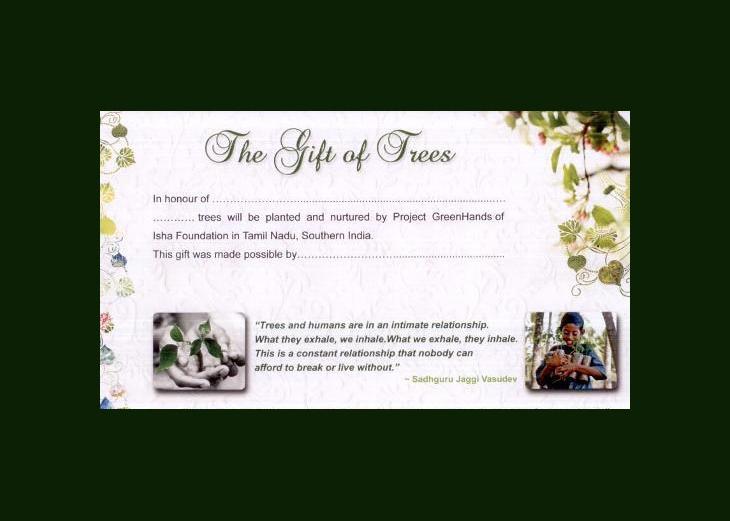 The Gift of Trees
In honour of ........................................................................................
............ trees will be planted and nurtured by Project GreenHands of
Isha Foundation in Tamil Nadu, Southern India.
This gift was made possible by......................................................................
“Trees and humans are in an intimate relationship.
What they exhale, we inhale.What we exhale, they inhale.
This is a constant relationship that nobody can
afford to break or live without.”
~ Sadhguru Jaggi Vasudev